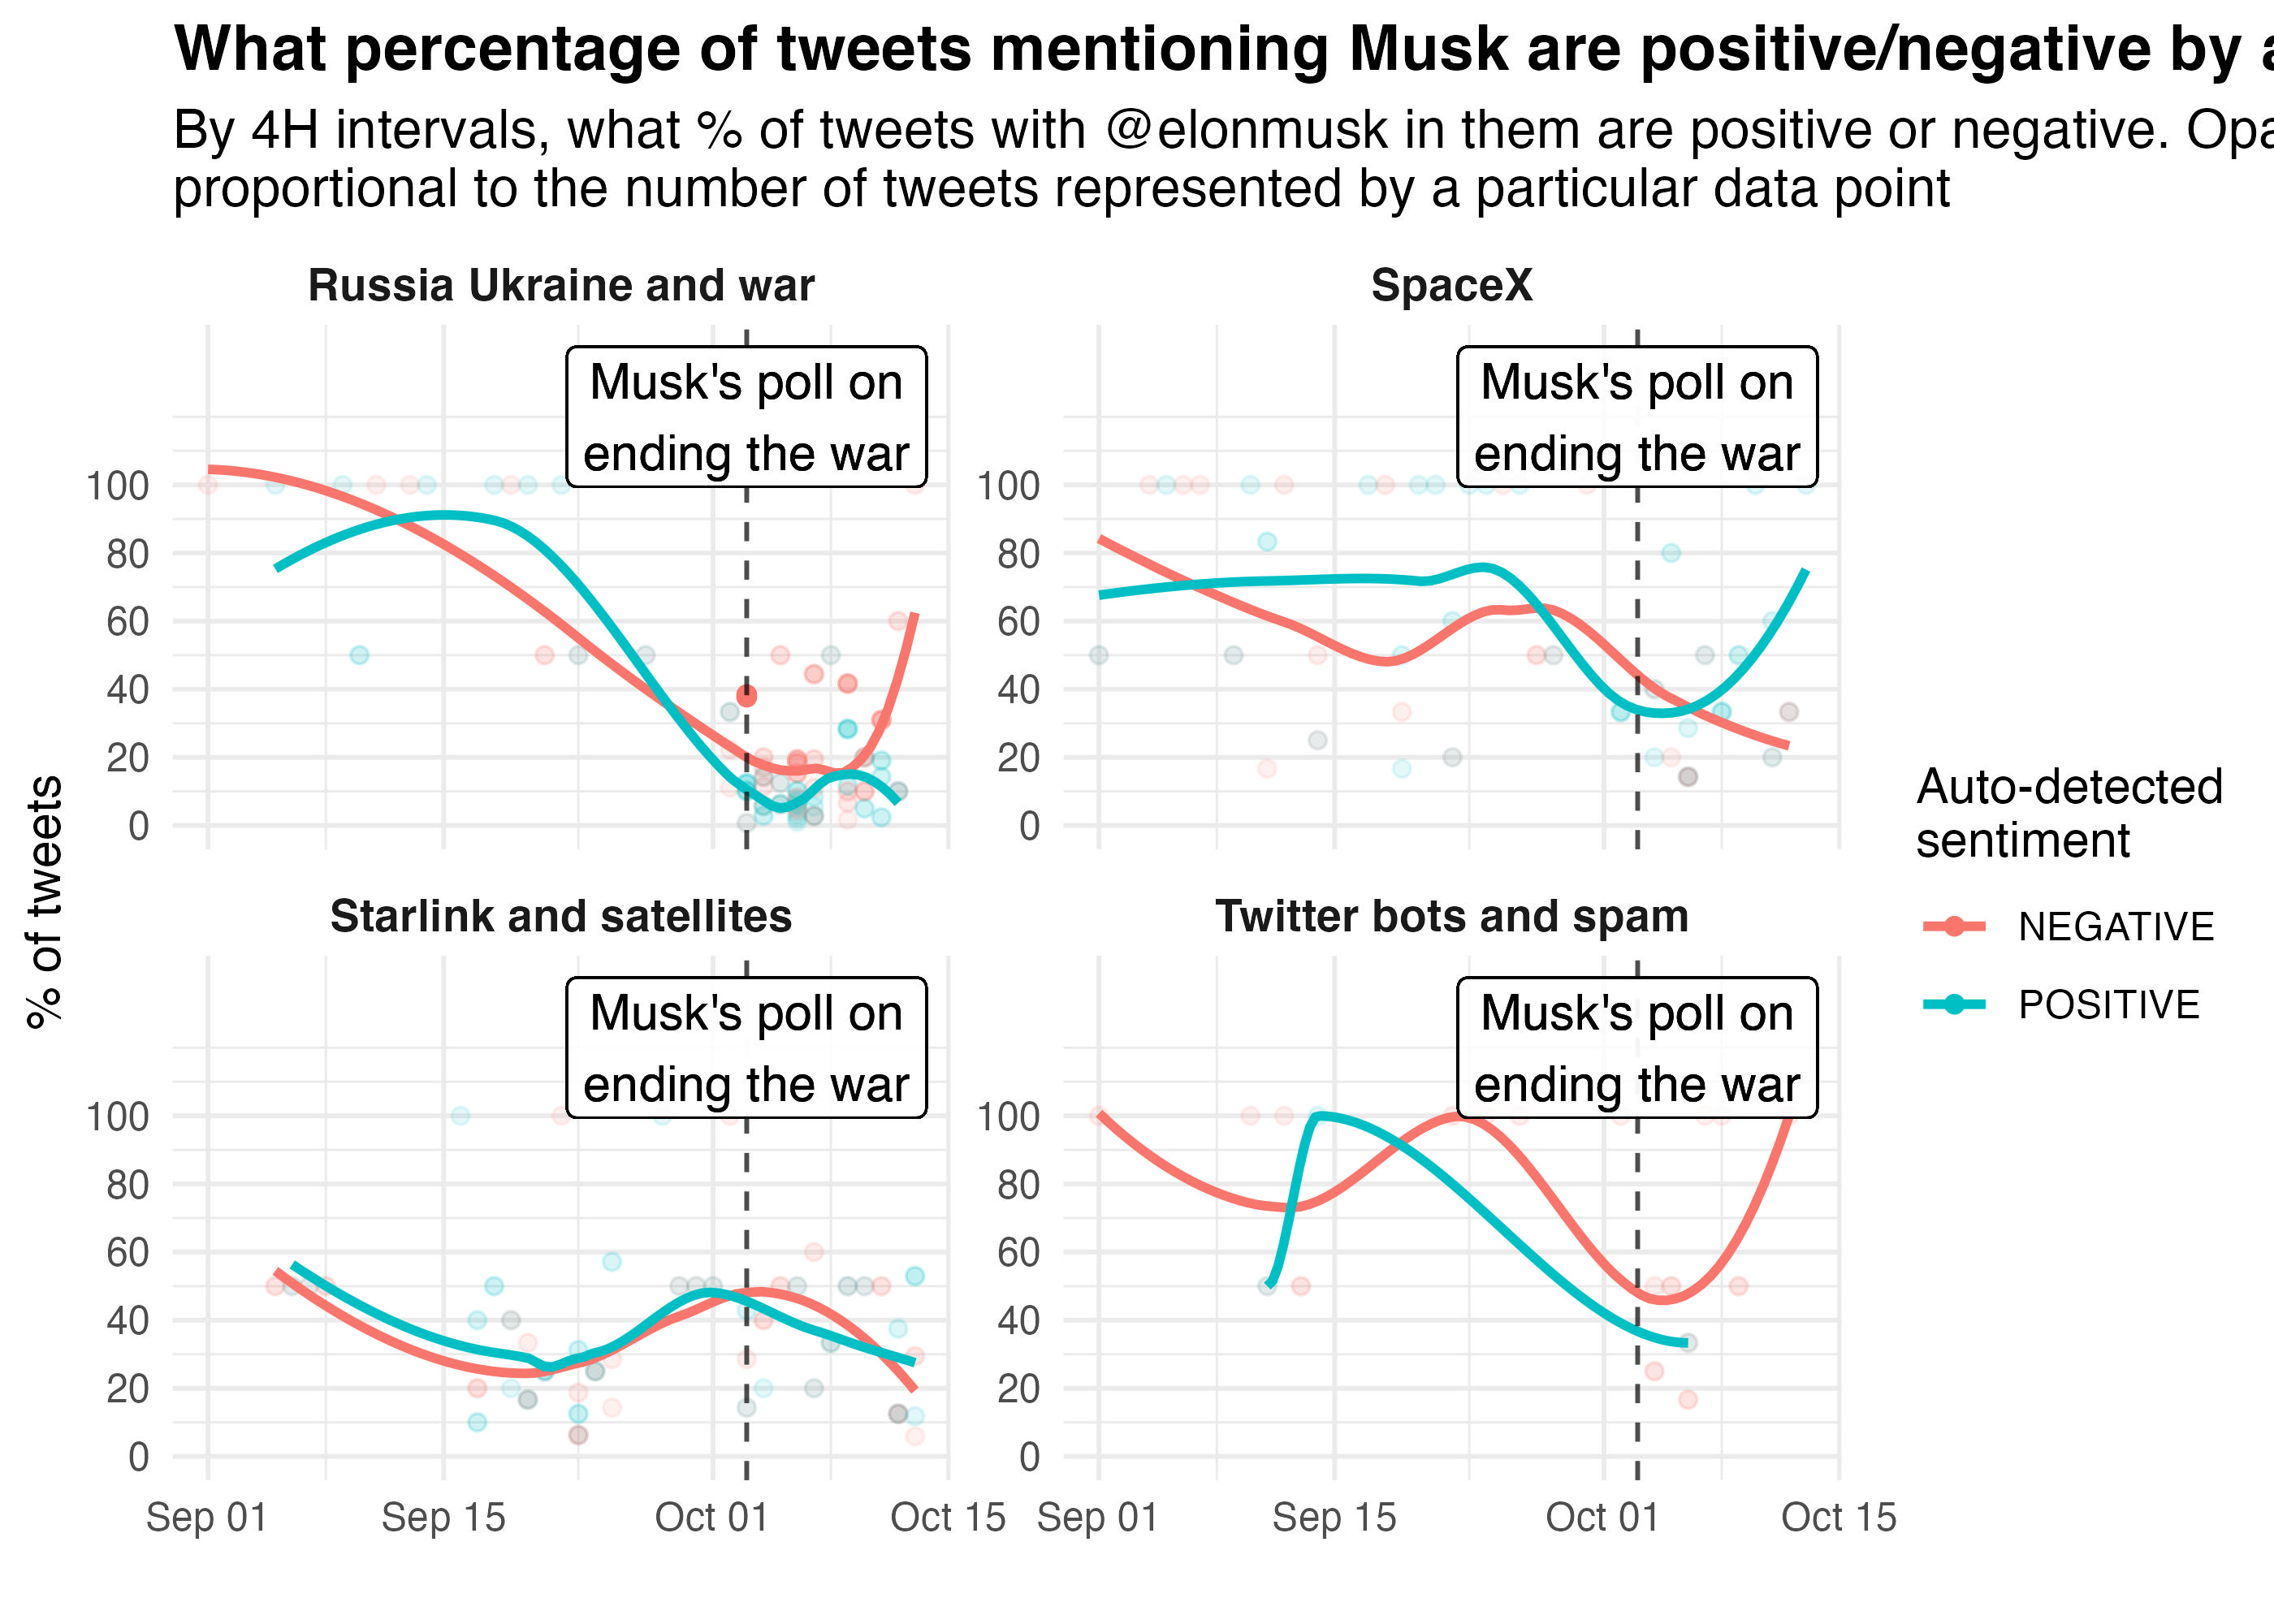 What percentage of tweets mentioning Musk are positive/negative by
By 4H intervals, what % of tweets with @elonmusk in them are positive or negative.
proportional to the number of tweets represented by a particular data point
Russia Ukraine and war
SpaceX
Musk's poll on
ending the war
Musk's poll on
ending the war
100
80
60
40
20
0
100
80
60
40
20
0
Starlink and satellites
Twitter bots and spam
Musk's poll on
ending the war
Musk's poll on
ending the war
100
80
60
40
20
0
100
80
60
40
20
0
Sep 01
Sep 15
Oct 01
Oct 15
Sep 01
Sep 15
Oct 01
Oct 15
% of tweets
Auto-detected
sentiment
NEGATIVE
POSITIVE